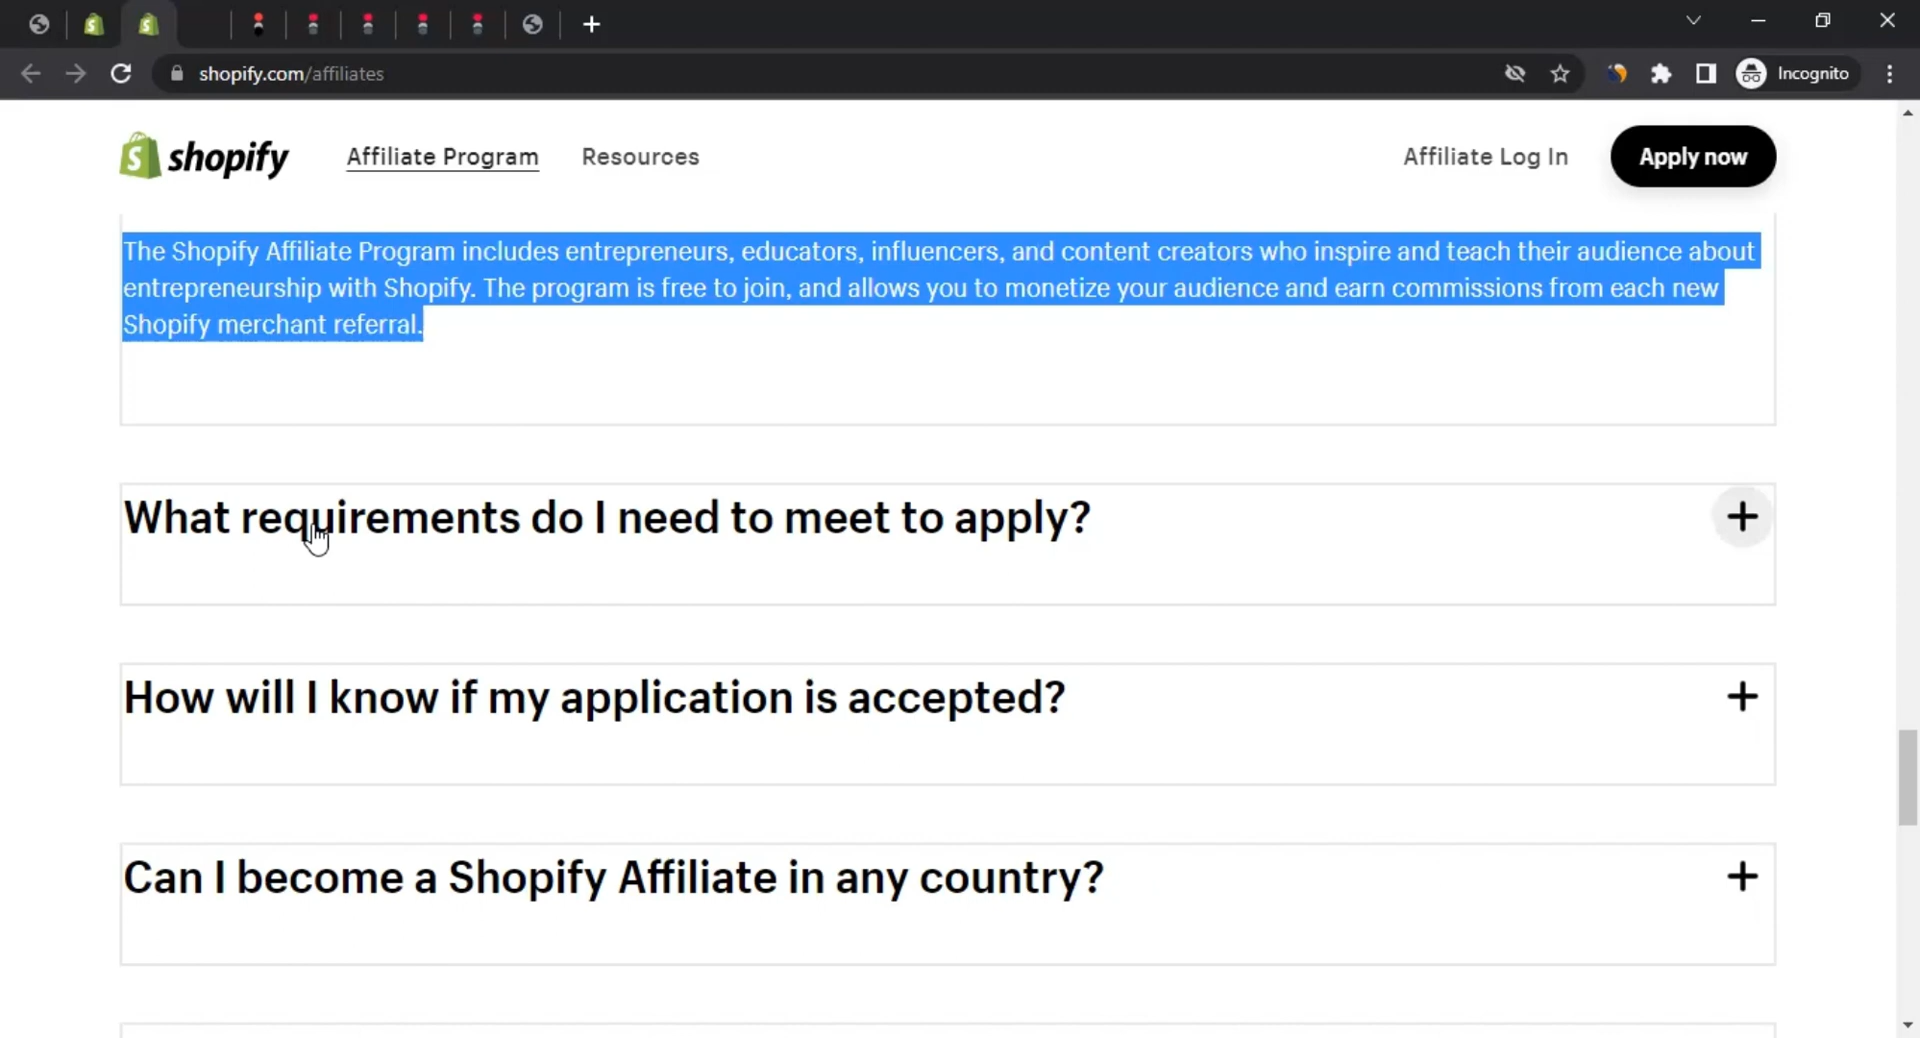 shopify.com/affiliates
Incognito
shopify
Affiliate Program
Resources
Affiliate Log In
Apply now
The Shopify Affiliate Program includes entrepreneurs, educators, influencers, and content creators who inspire and teach their audience about
entrepreneurship with Shopify. The program is free to join, and allows you to monetize your audience and earn commissions from each new
Shopify merchant referral.
What requirements do I need to meet to apply?
How will I know if my application is accepted?
Can I become a Shopify Affiliate in any country?